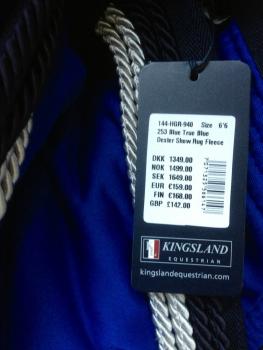 144-HGR-940 Size 6'6
253 Blue True Blue
Dexter Show Rug Fleece
DKK 1349.00
NOK 1499.00
SEK 1649.00
EUR €159.00
FIN €168.00
GBP £142.00
KINGSLAND
EQUESTRIAN
kingslandequestrian.com